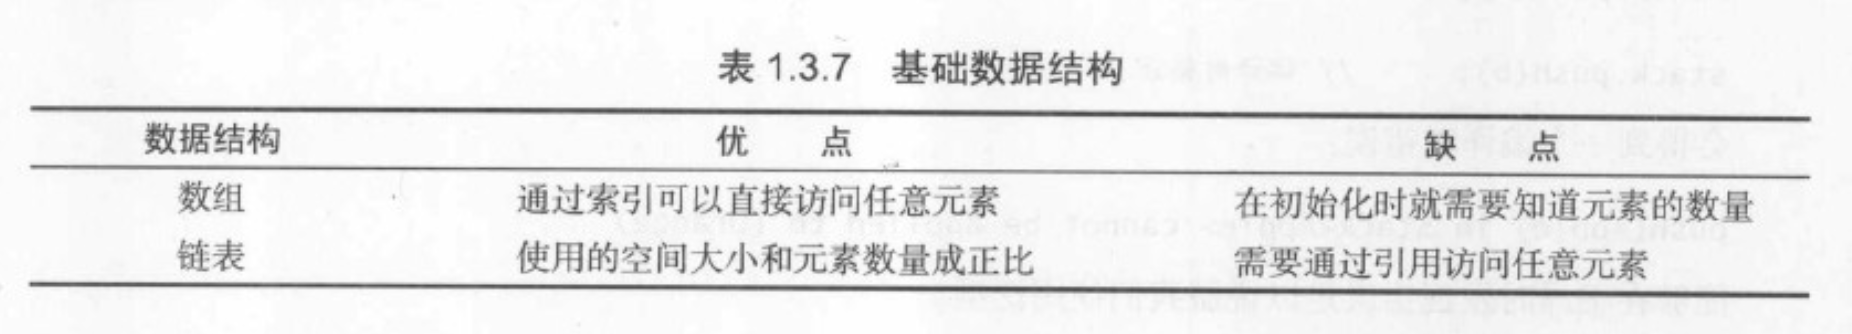 表 1.3.7 基础数据结构
数据结构 优 点 缺 点
数组 通过索引可以直接访问任意元素 在初始化时就需要知道元素的数量
链表 使用的空间大小和元素数量成正比 需要通过引用访问任意元素